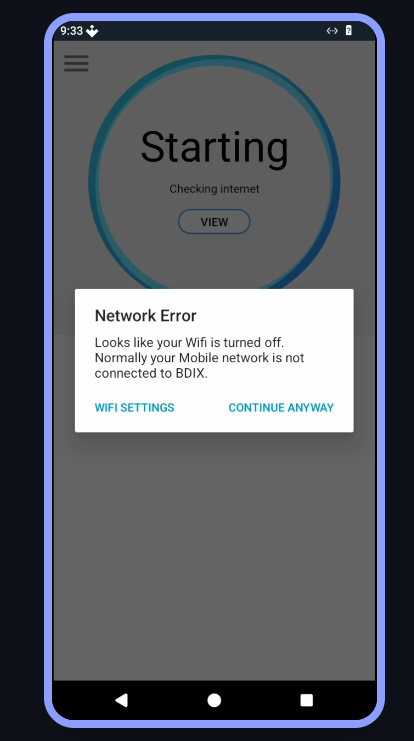 9:33
Starting
Checking internet
VIEW
Network Error
Looks like your Wifi is turned off.
Normally your Mobile network is not
connected to BDIX.
WIFI SETTINGS CONTINUE ANYWAY